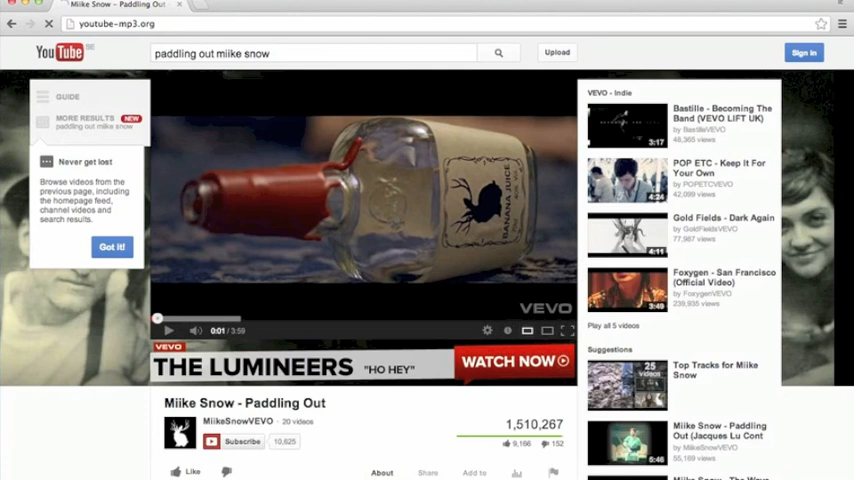 Miike Snow - Paddling Out
youtube-mp3.org
YouTube SE
paddling out miike snow
Upload
Sign In
GUIDE
MORE RESULTS NEW
paddling out miike snow
Never get lost
Browse videos from the
previous page, including
the homepage feed,
channel videos and
search results.
Got it!
BANANA JUICE
VEVO
0:01 / 3:59
VEVO
THE LUMINEERS "HO HEY" WATCH NOW
Miike Snow - Paddling Out
MiikeSnowVEVO · 20 videos
Subscribe 10,625
1,510,267
9,166 152
Like
About Share Add to
VEVO - Indie
3:17
Bastille - Becoming The
Band (VEVO LIFT UK)
by BastilleVEVO
48,365 views
4:24
POP ETC - Keep It For
Your Own
by POPETCVEVO
42,099 views
4:11
Gold Fields - Dark Again
by GoldFieldsVEVO
77,987 views
3:49
Foxygen - San Francisco
(Official Video)
by FoxygenVEVO
239,935 views
Play all 5 videos
Suggestions
25
videos
Top Tracks for Miike
Snow
5:46
Miike Snow - Paddling
Out (Jacques Lu Cont
by MiikeSnowVEVO
55,169 views